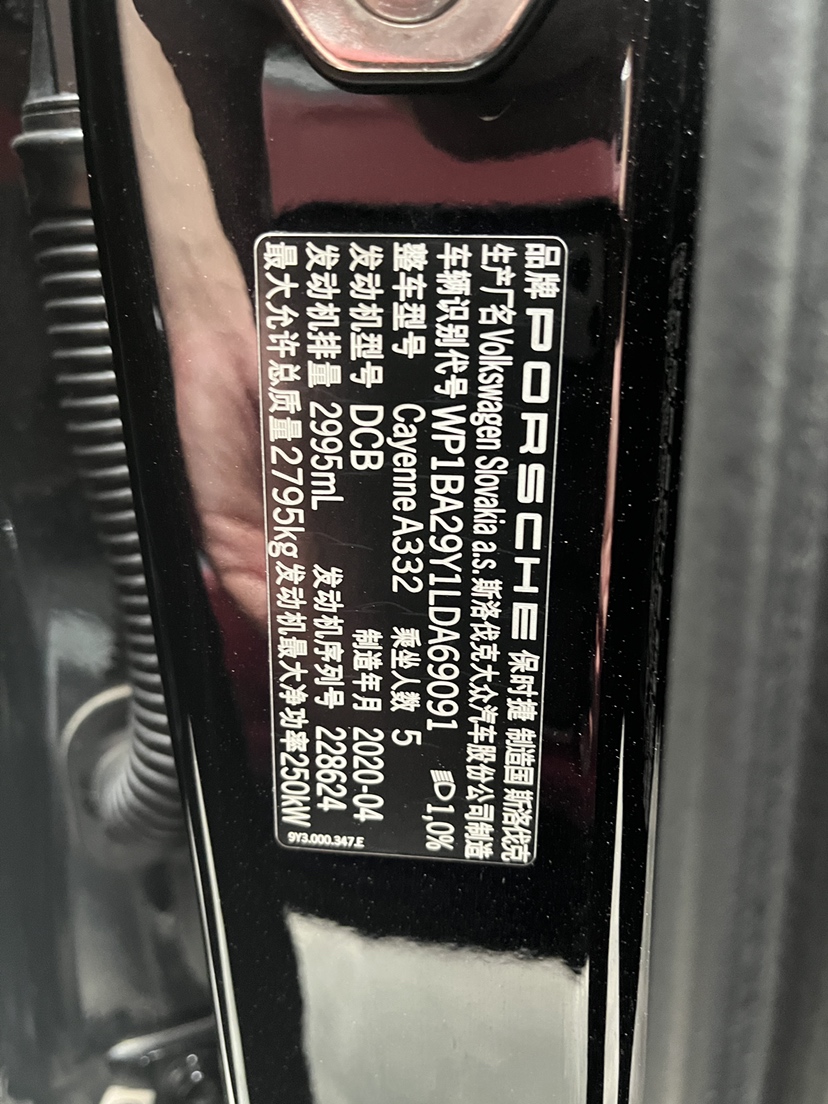 品牌 PORSCHE 保时捷 制造国 斯洛伐克
生产厂名 Volkswagen Slovakia a.s. 斯洛伐克大众汽车股份公司制造
车辆识别代号 WP1BA29Y1LDA69091 1,0%
整车型号 Cayenne A332 乘坐人数 5
发动机型号 DCB 制造年月 2020-04
发动机排量 2995mL 发动机序列号 228624
最大允许总质量 2795kg 发动机最大净功率 250kW
9Y3.000.347.E